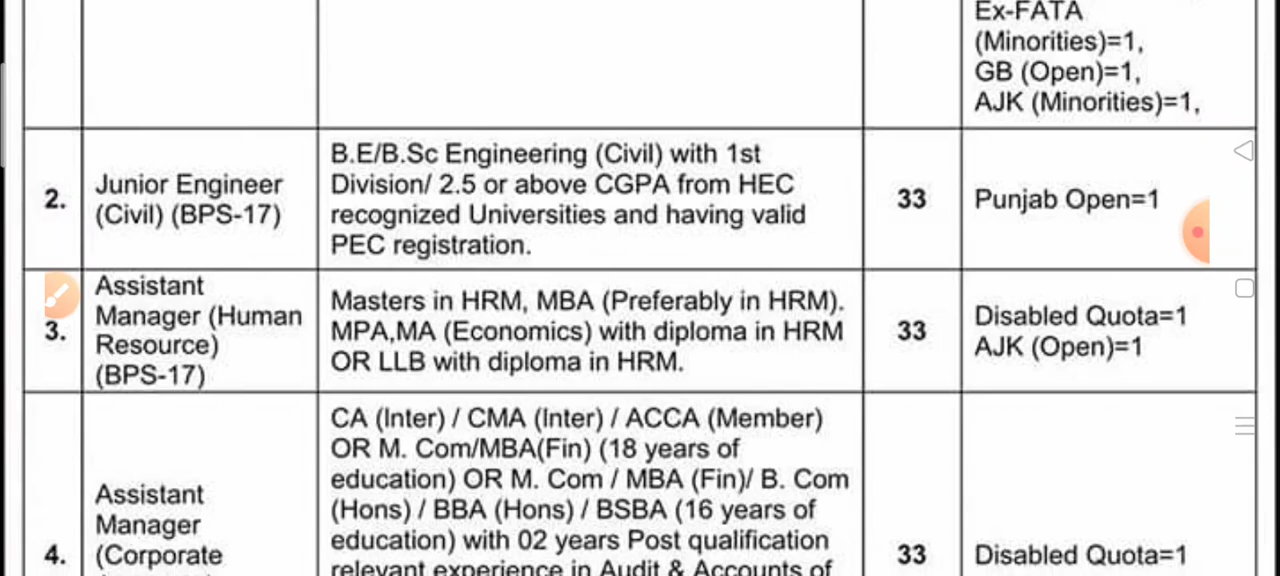 Ex-FATA
(Minorities)=1,
GB (Open)=1,
AJK (Minorities)=1,
2.
Junior Engineer
(Civil) (BPS-17)
B.E/B.Sc Engineering (Civil) with 1st
Division/ 2.5 or above CGPA from HEC
recognized Universities and having valid
PEC registration.
33
Punjab Open=1
3.
Assistant
Manager (Human
Resource)
(BPS-17)
Masters in HRM, MBA (Preferably in HRM).
MPA,MA (Economics) with diploma in HRM
OR LLB with diploma in HRM.
33
Disabled Quota=1
AJK (Open)=1
4.
Assistant
Manager
(Corporate
CA (Inter) / CMA (Inter) / ACCA (Member)
OR M. Com/MBA(Fin) (18 years of
education) OR M. Com / MBA (Fin)/ B. Com
(Hons) / BBA (Hons) / BSBA (16 years of
education) with 02 years Post qualification
relevant experience in Audit & Accounts of
33
Disabled Quota=1